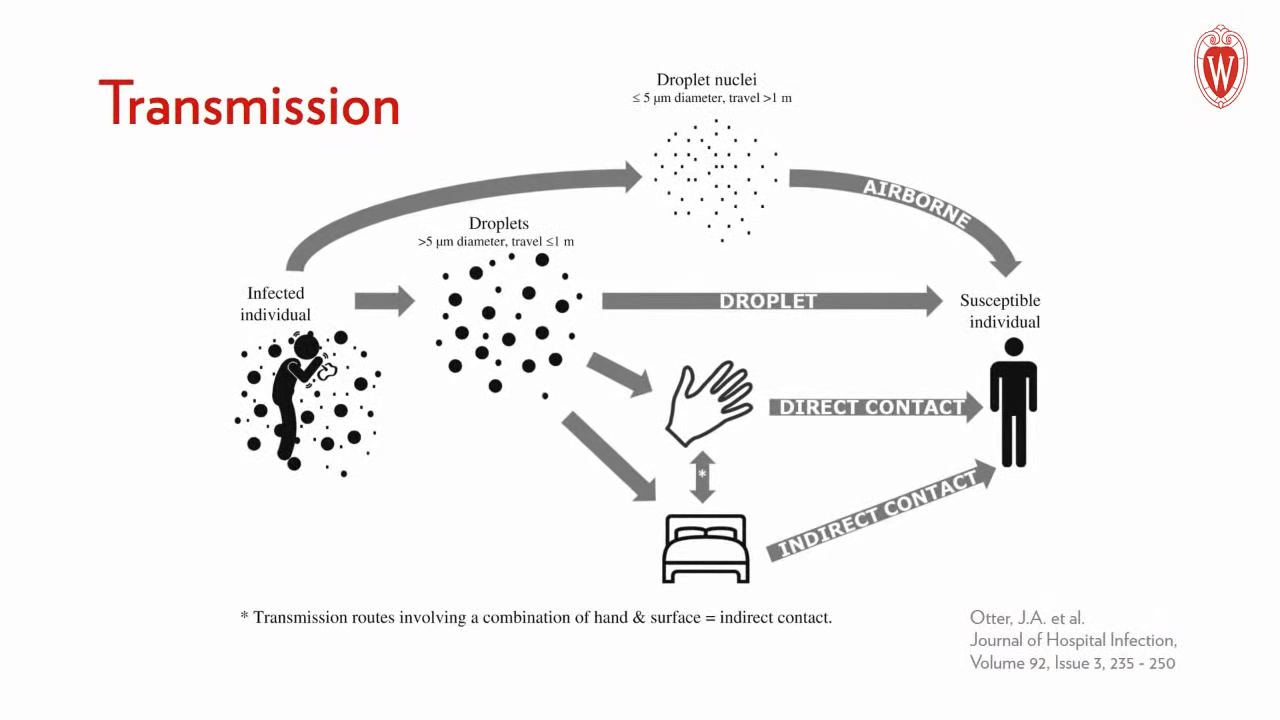 Transmission
W
Droplet nuclei
≤ 5 µm diameter, travel >1 m
AIRBORNE
Droplets
>5 µm diameter, travel ≤1 m
Infected
individual
DROPLET
Susceptible
individual
DIRECT CONTACT
*
INDIRECT CONTACT
* Transmission routes involving a combination of hand & surface = indirect contact.
Otter, J.A. et al.
Journal of Hospital Infection,
Volume 92, Issue 3, 235 - 250